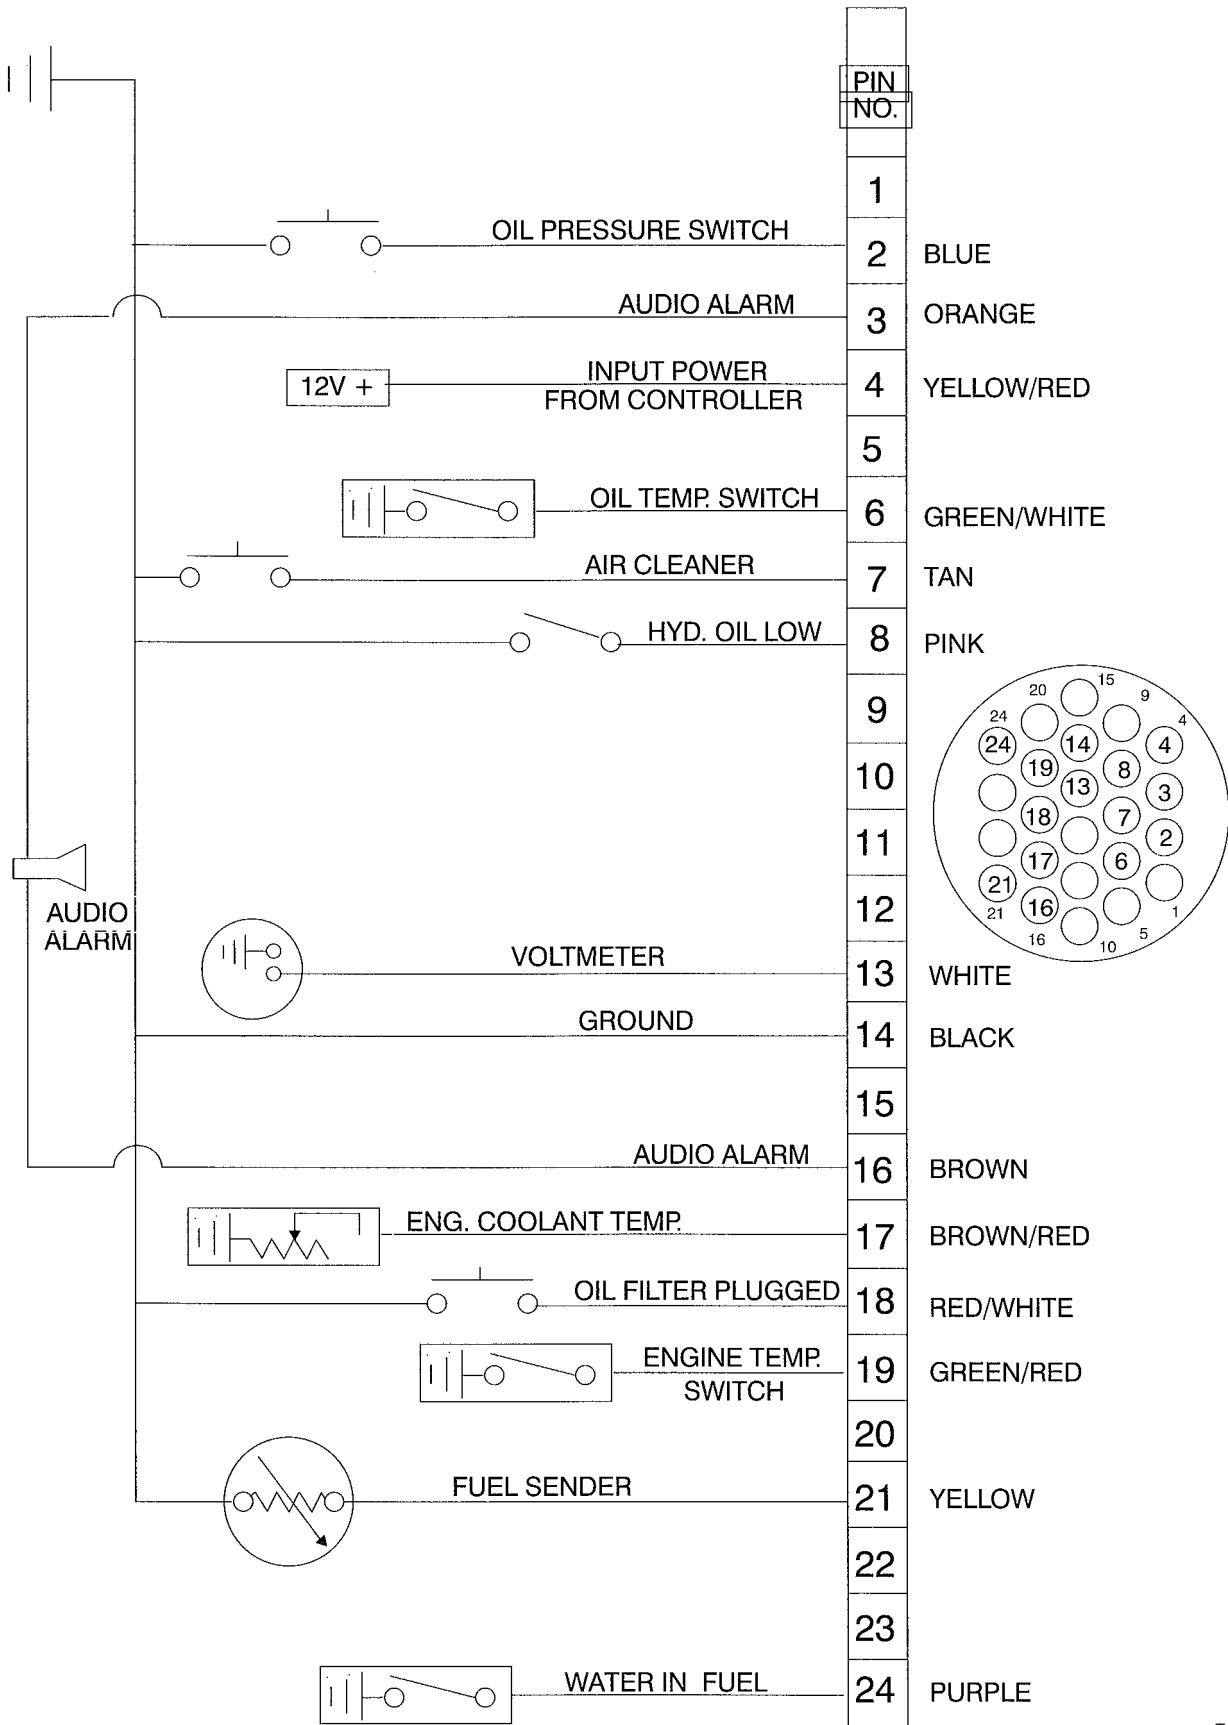 PIN
NO.
1
OIL PRESSURE SWITCH
2 BLUE
AUDIO ALARM
3 ORANGE
12V +
INPUT POWER
FROM CONTROLLER
4 YELLOW/RED
5
OIL TEMP. SWITCH
6 GREEN/WHITE
AIR CLEANER
7 TAN
HYD. OIL LOW
8 PINK
9
10
11
12
15
20
9
24
4
24
14
4
19
8
13
3
18
7
2
17
6
21
16
21
1
16
10
5
AUDIO
ALARM
VOLTMETER
13 WHITE
GROUND
14 BLACK
15
AUDIO ALARM
16 BROWN
ENG. COOLANT TEMP.
17 BROWN/RED
OIL FILTER PLUGGED
18 RED/WHITE
ENGINE TEMP.
SWITCH
19 GREEN/RED
20
FUEL SENDER
21 YELLOW
22
23
WATER IN FUEL
24 PURPLE